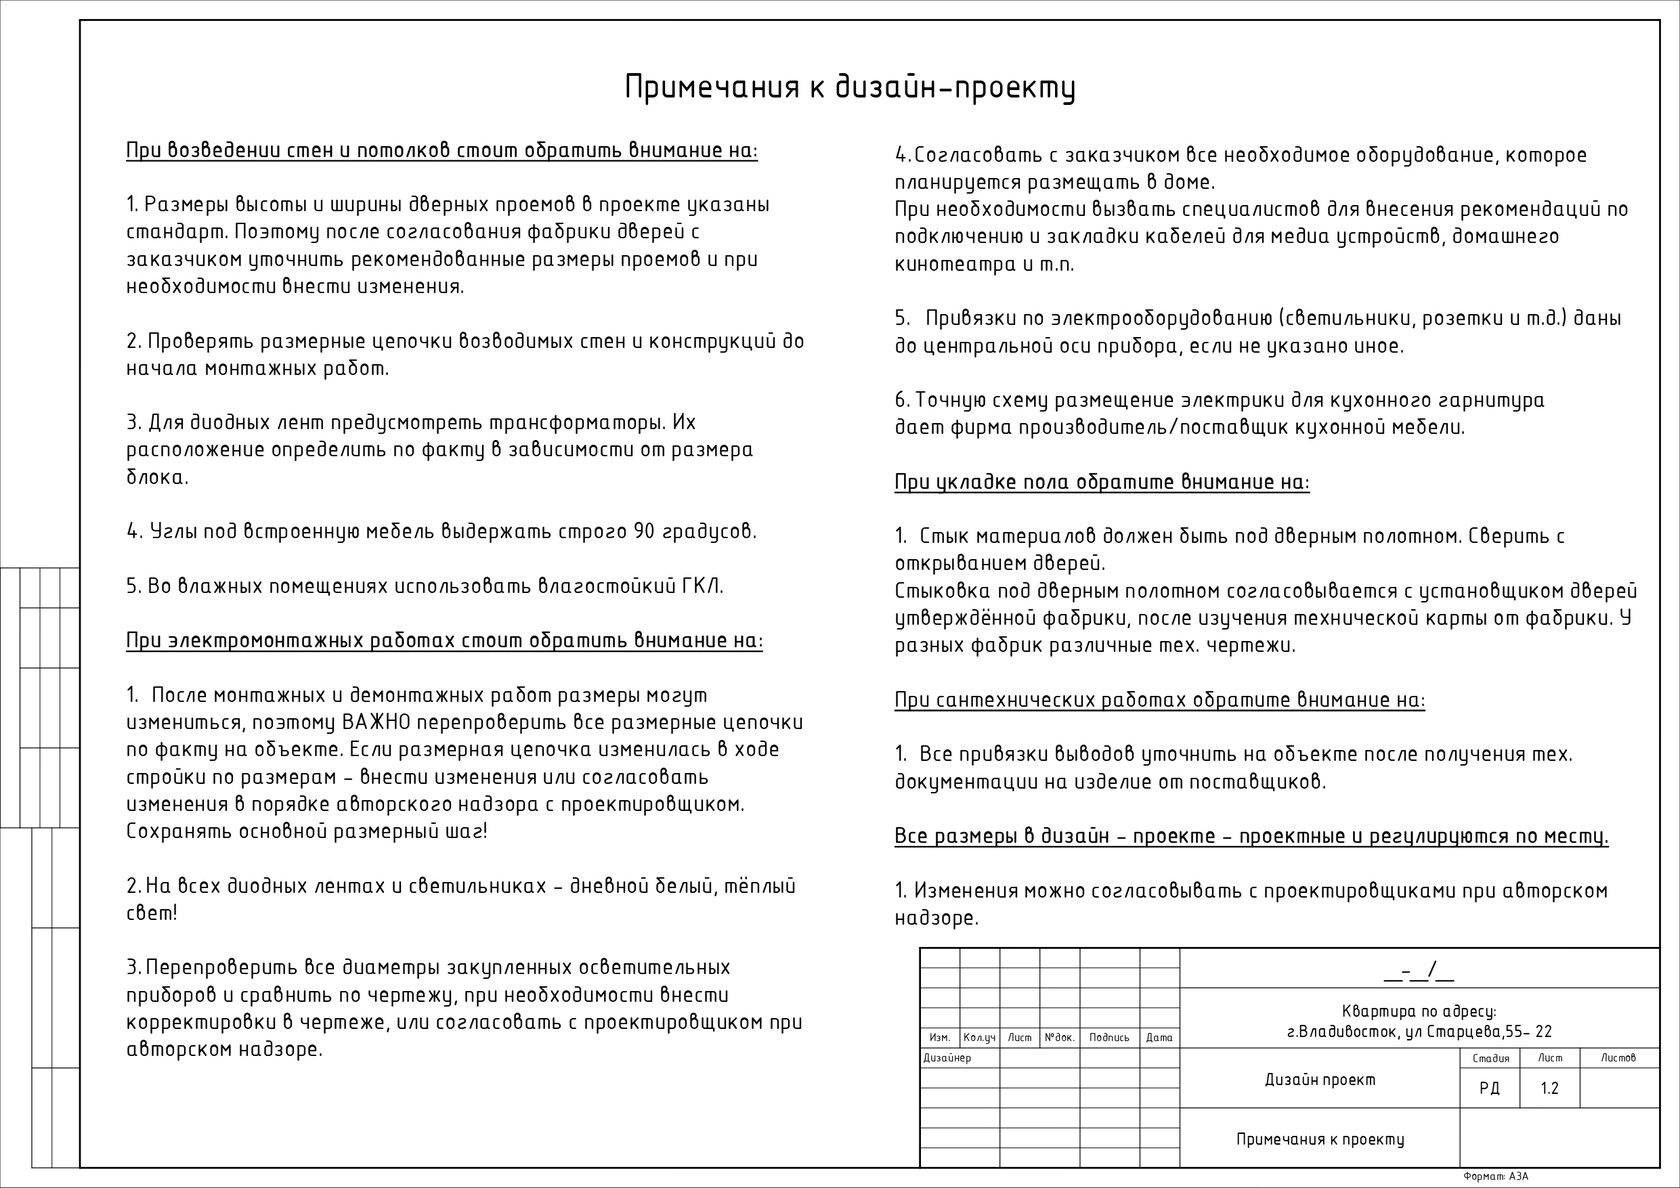 Примечания к дизайн-проекту
При возведении стен и потолков стоит обратить внимание на:
1. Размеры высоты и ширины дверных проемов в проекте указаны
стандарт. Поэтому после согласования фабрики дверей с
заказчиком уточнить рекомендованные размеры проемов и при
необходимости внести изменения.
2. Проверять размерные цепочки возводимых стен и конструкций до
начала монтажных работ.
3. Для диодных лент предусмотреть трансформаторы. Их
расположение определить по факту в зависимости от размера
блока.
4. Углы под встроенную мебель выдержать строго 90 градусов.
5. Во влажных помещениях использовать влагостойкий ГКЛ.
При электромонтажных работах стоит обратить внимание на:
1. После монтажных и демонтажных работ размеры могут
измениться, поэтому ВАЖНО перепроверить все размерные цепочки
по факту на объекте. Если размерная цепочка изменилась в ходе
стройки по размерам - внести изменения или согласовать
изменения в порядке авторского надзора с проектировщиком.
Сохранять основной размерный шаг!
2. На всех диодных лентах и светильниках - дневной белый, тёплый
свет!
3. Перепроверить все диаметры закупленных осветительных
приборов и сравнить по чертежу, при необходимости внести
корректировки в чертеже, или согласовать с проектировщиком при
авторском надзоре.
4. Согласовать с заказчиком все необходимое оборудование, которое
планируется размещать в доме.
При необходимости вызвать специалистов для внесения рекомендаций по
подключению и закладки кабелей для медиа устройств, домашнего
кинотеатра и т.п.
5. Привязки по электрооборудованию (светильники, розетки и т.д.) даны
до центральной оси прибора, если не указано иное.
6. Точную схему размещение электрики для кухонного гарнитура
дает фирма производитель/поставщик кухонной мебели.
При укладке пола обратите внимание на:
1. Стык материалов должен быть под дверным полотном. Сверить с
открыванием дверей.
Стыковка под дверным полотном согласовывается с установщиком дверей
утверждённой фабрики, после изучения технической карты от фабрики. У
разных фабрик различные тех. чертежи.
При сантехнических работах обратите внимание на:
1. Все привязки выводов уточнить на объекте после получения тех.
документации на изделие от поставщиков.
Все размеры в дизайн - проекте - проектные и регулируются по месту.
1. Изменения можно согласовывать с проектировщиками при авторском
надзоре.
__-__/__
Квартира по адресу:
г.Владивосток, ул Старцева,55- 22
Изм. Кол.уч Лист №док. Подпись Дата
Дизайнер
Дизайн проект
Стадия Лист Листов
РД 1.2
Примечания к проекту
Формат: А3А